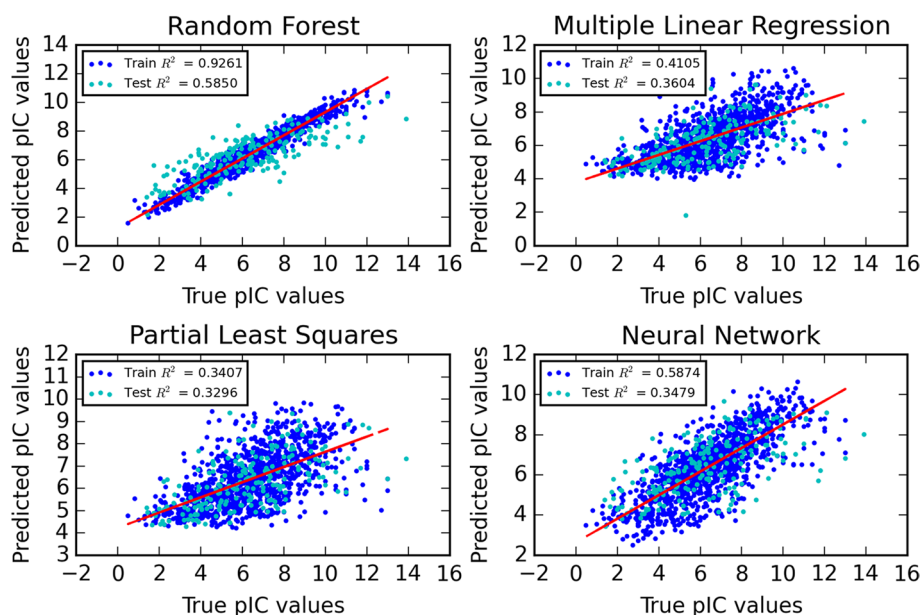 Random Forest
Predicted pIC values
14
12
10
8
6
4
2
0
Train R² = 0.9261
Test R² = 0.5850
−2 0 2 4 6 8 10 12 14 16
True pIC values
Multiple Linear Regression
Predicted pIC values
12
10
8
6
4
2
0
Train R² = 0.4105
Test R² = 0.3604
−2 0 2 4 6 8 10 12 14 16
True pIC values
Partial Least Squares
Predicted pIC values
12
11
10
9
8
7
6
5
4
3
Train R² = 0.3407
Test R² = 0.3296
−2 0 2 4 6 8 10 12 14 16
True pIC values
Neural Network
Predicted pIC values
12
10
8
6
4
2
Train R² = 0.5874
Test R² = 0.3479
−2 0 2 4 6 8 10 12 14 16
True pIC values